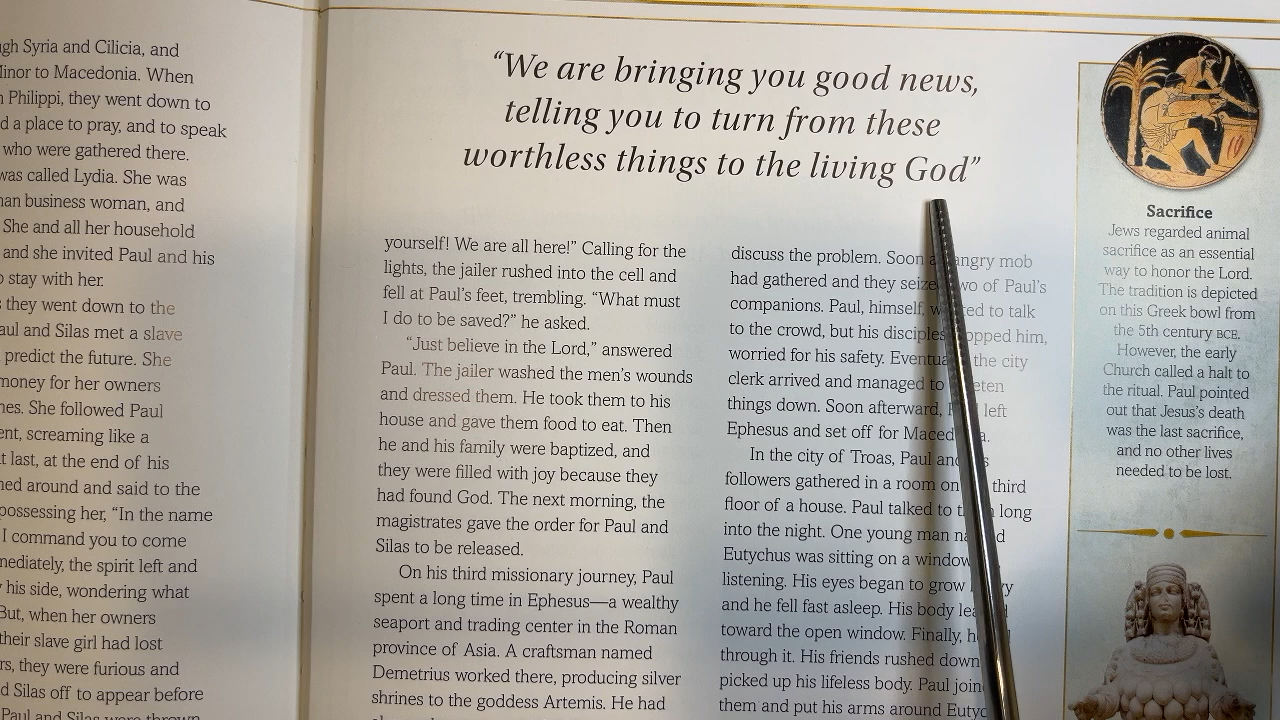 gh Syria and Cilicia, and
Minor to Macedonia. When
Philippi, they went down to
d a place to pray, and to speak
who were gathered there.
was called Lydia. She was
an business woman, and
She and all her household
and she invited Paul and his
stay with her.
they went down to the
aul and Silas met a slave
predict the future. She
money for her owners
nes. She followed Paul
ent, screaming like a
t last, at the end of his
ned around and said to the
possessing her, “In the name
I command you to come
mediately, the spirit left and
his side, wondering what
But, when her owners
their slave girl had lost
rs, they were furious and
d Silas off to appear before
Paul and Silas were thrown
“We are bringing you good news,
telling you to turn from these
worthless things to the living God”
yourself! We are all here!” Calling for the
lights, the jailer rushed into the cell and
fell at Paul’s feet, trembling. “What must
I do to be saved?” he asked.
“Just believe in the Lord,” answered
Paul. The jailer washed the men’s wounds
and dressed them. He took them to his
house and gave them food to eat. Then
he and his family were baptized, and
they were filled with joy because they
had found God. The next morning, the
magistrates gave the order for Paul and
Silas to be released.
On his third missionary journey, Paul
spent a long time in Ephesus—a wealthy
seaport and trading center in the Roman
province of Asia. A craftsman named
Demetrius worked there, producing silver
shrines to the goddess Artemis. He had
discuss the problem. Soon a angry mob
had gathered and they seize wo of Paul’s
companions. Paul, himself, w ted to talk
to the crowd, but his disciples opped him,
worried for his safety. Eventua the city
clerk arrived and managed to eten
things down. Soon afterward, left
Ephesus and set off for Maced a.
In the city of Troas, Paul and s
followers gathered in a room on third
floor of a house. Paul talked to long
into the night. One young man na d
Eutychus was sitting on a window
listening. His eyes began to grow y
and he fell fast asleep. His body lea
toward the open window. Finally, h
through it. His friends rushed down
picked up his lifeless body. Paul join
them and put his arms around Eutyc
Sacrifice
Jews regarded animal
sacrifice as an essential
way to honor the Lord.
The tradition is depicted
on this Greek bowl from
the 5th century BCE.
However, the early
Church called a halt to
the ritual. Paul pointed
out that Jesus’s death
was the last sacrifice,
and no other lives
needed to be lost.